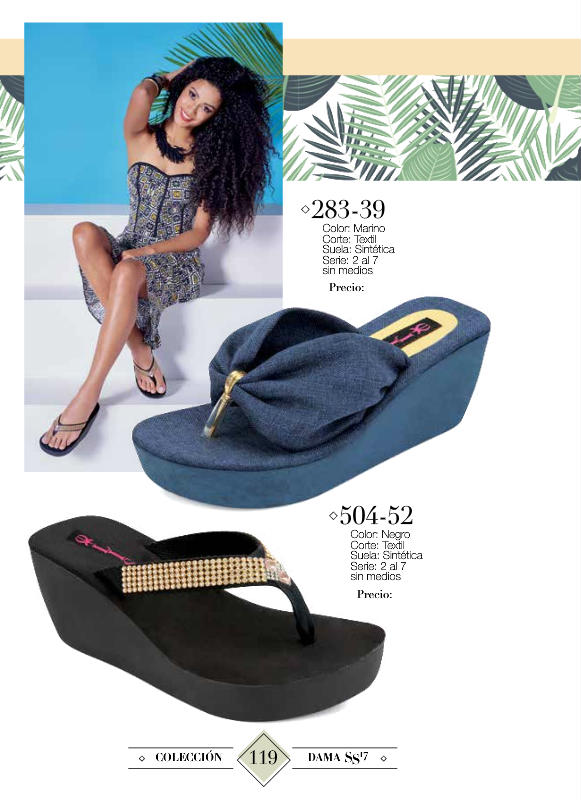 283-39
Color: Marino
Corte: Textil
Suela: Sintética
Serie: 2 al 7
sin medios
Precio:
504-52
Color: Negro
Corte: Textil
Suela: Sintética
Serie: 2 al 7
sin medios
Precio:
COLECCIÓN 119 DAMA SS17